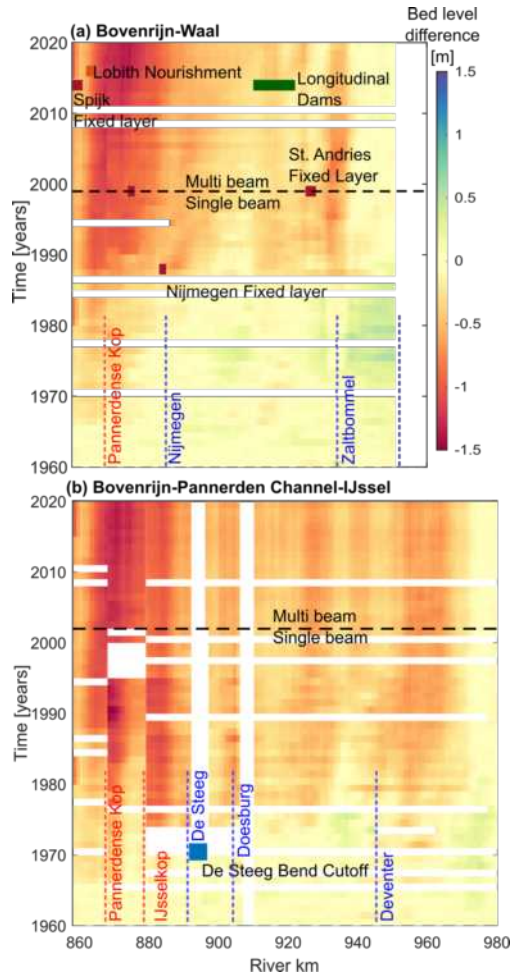 Bed level
difference
[m]
(a) Bovenrijn-Waal
2020
2010
2000
1990
1980
1970
1960
Time [years]
Lobith Nourishment
Spijk
Fixed layer
Longitudinal
Dams
St. Andries
Fixed Layer
Multi beam
Single beam
Nijmegen Fixed layer
Pannerdense Kop
Nijmegen
Zaltbommel
1.5
1
0.5
0
-0.5
-1
-1.5
(b) Bovenrijn-Pannerden Channel-IJssel
2020
2010
2000
1990
1980
1970
1960
Time [years]
Multi beam
Single beam
Pannerdense Kop
IJsselkop
De Steeg
Doesburg
Deventer
De Steeg Bend Cutoff
860
880
900
920
940
960
980
River km